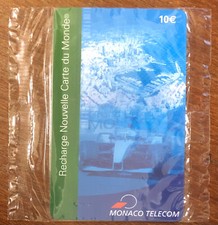 10€
Recharge Nouvelle Carte du Monde
MONACO TELECOM